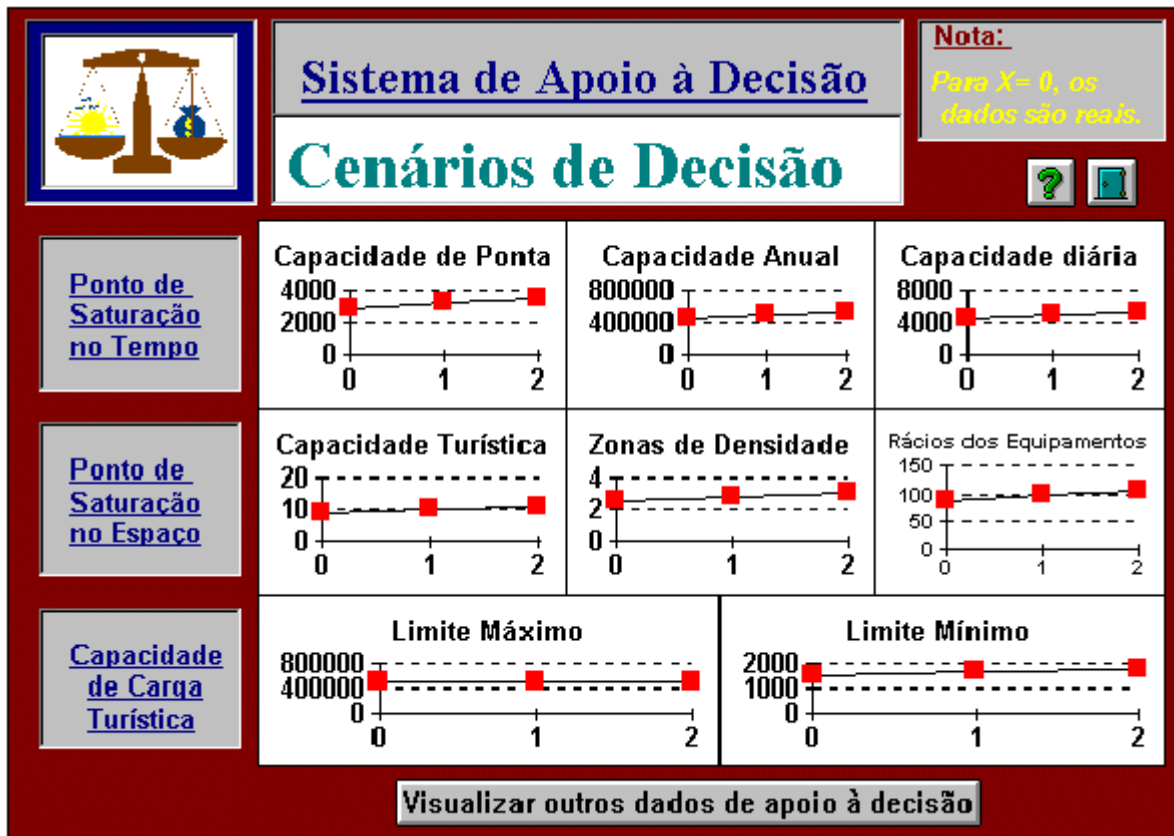 Sistema de Apoio à Decisão
Cenários de Decisão
Nota:
Para X= 0, os
dados são reais.
?
$
Ponto de
Saturação
no Tempo
Capacidade de Ponta
4000
2000
0
0 1 2
Capacidade Anual
800000
400000
0
0 1 2
Capacidade diária
8000
4000
0
0 1 2
Ponto de
Saturação
no Espaço
Capacidade Turística
20
10
0
0 1 2
Zonas de Densidade
4
2
0
0 1 2
Rácios dos Equipamentos
150
100
50
0
0 1 2
Capacidade
de Carga
Turística
Limite Máximo
800000
400000
0
0 1 2
Limite Mínimo
2000
1000
0
0 1 2
Visualizar outros dados de apoio à decisão